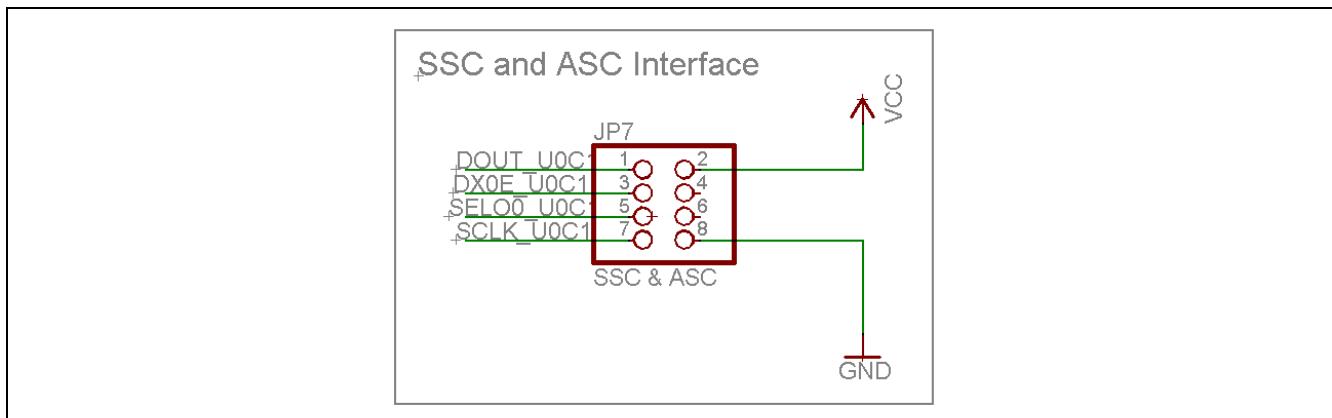 SSC and ASC Interface
VCC
JP7
DOUT_U0C1 1 2
DX0E_U0C1 3 4
SELO0_U0C1 5 6
SCLK_U0C1 7 8
SSC & ASC
GND